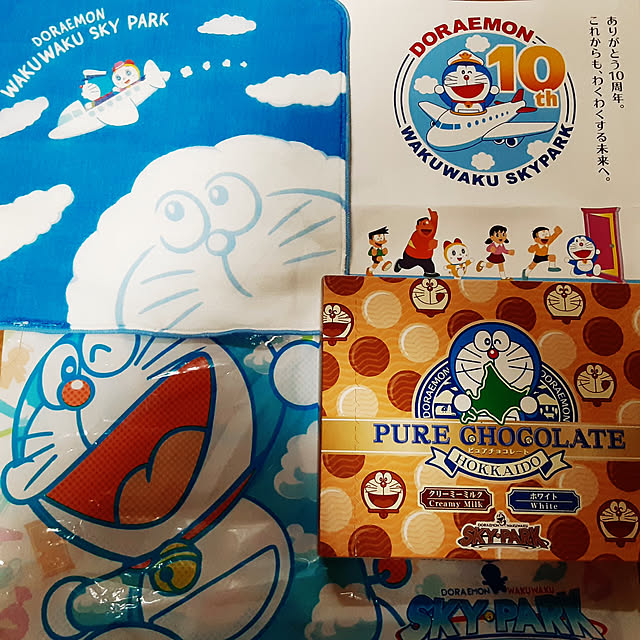 DORAEMON
WAKUWAKU SKY PARK
DORAEMON
10th
WAKUWAKU SKYPARK
ありがとう10周年。
これからも、わくわくする未来へ。
DORAEMON
DORAEMON
PURE CHOCOLATE
ピュアチョコレート
HOKKAIDO
クリーミーミルク
Creamy Milk
ホワイト
White
DORAEMON WAKUWAKU
SKY PARK
DORAEMON WAKUWAKU
SKY PARK